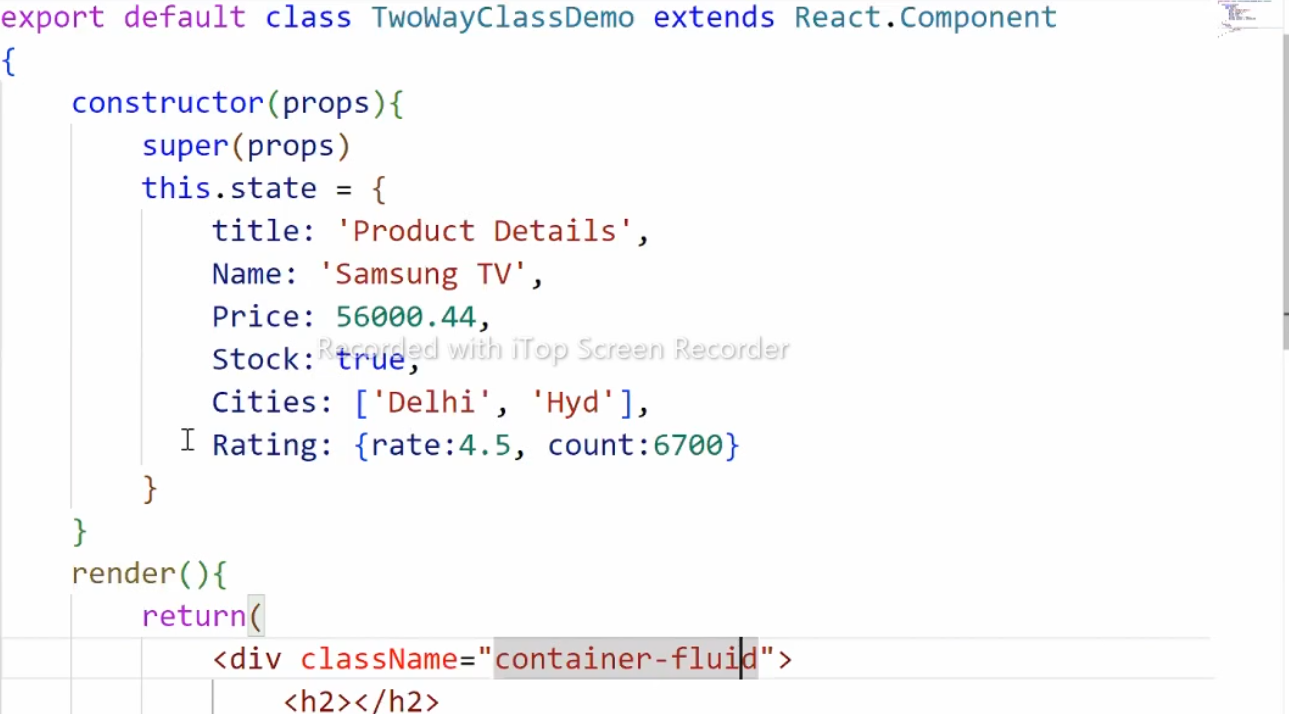 export default class TwoWayClassDemo extends React.Component
{
    constructor(props){
        super(props)
        this.state = {
            title: 'Product Details',
            Name: 'Samsung TV',
            Price: 56000.44,
Recorded with iTop Screen Recorder
            Stock: true,
            Cities: ['Delhi', 'Hyd'],
            Rating: {rate:4.5, count:6700}
        }
    }
    render(){
        return(
            <div className="container-fluid">
                <h2></h2>